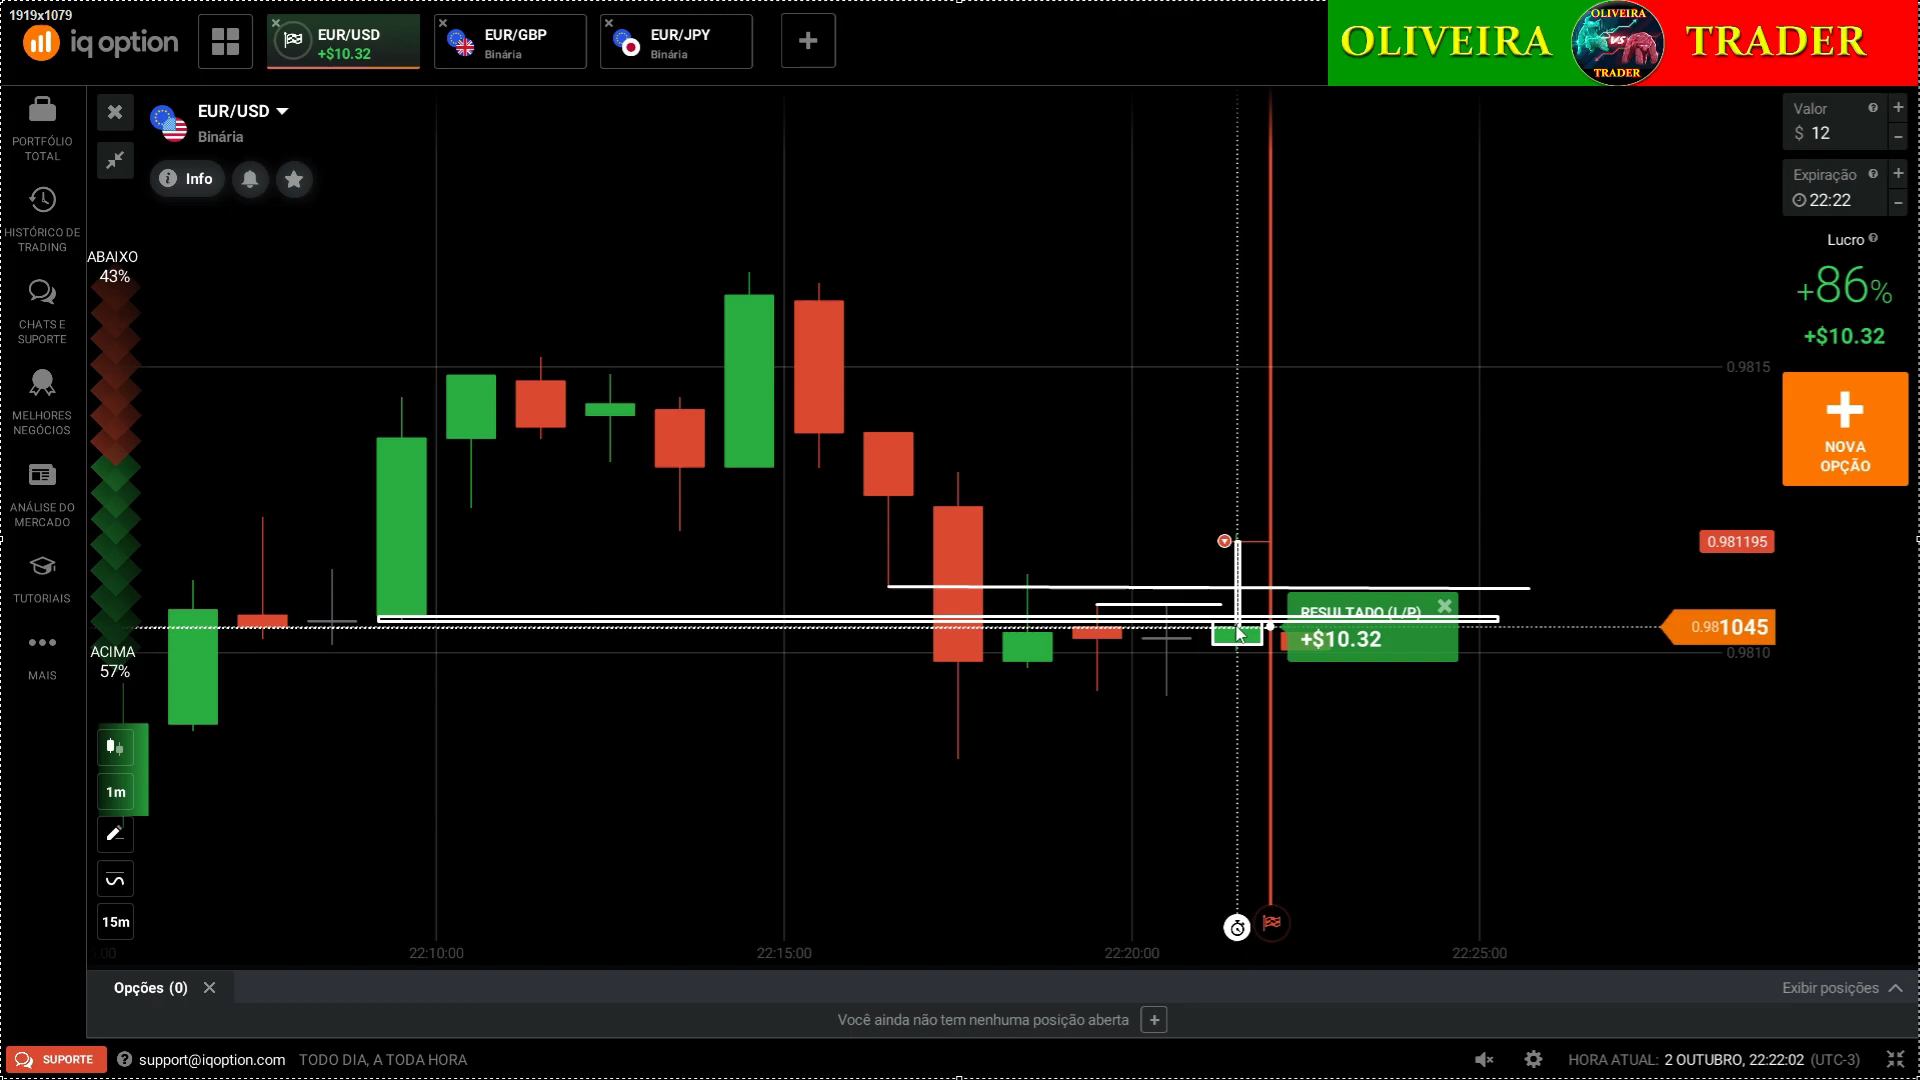 1919x1079
iq option
EUR/USD
+$10.32
EUR/GBP
Binária
EUR/JPY
Binária
OLIVEIRA
OLIVEIRA
VS
TRADER
TRADER
PORTFÓLIO
TOTAL
HISTÓRICO DE
TRADING
CHATS E
SUPORTE
MELHORES
NEGÓCIOS
ANÁLISE DO
MERCADO
TUTORIAIS
MAIS
EUR/USD
Binária
Info
ABAIXO
43%
ACIMA
57%
1m
15m
Valor
$ 12
Expiração
22:22
Lucro
+86%
+$10.32
NOVA
OPÇÃO
0.9815
0.981195
0.981045
0.9810
RESULTADO (L/P)
+$10.32
:00
22:10:00
22:15:00
22:20:00
22:25:00
Opções (0)
Exibir posições
Você ainda não tem nenhuma posição aberta
SUPORTE
support@iqoption.com
TODO DIA, A TODA HORA
HORA ATUAL: 2 OUTUBRO, 22:22:02 (UTC-3)